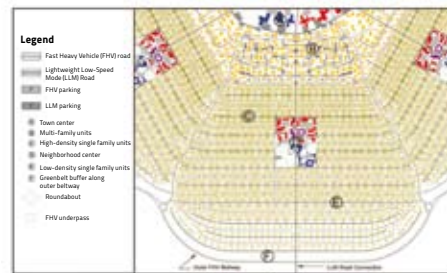 Legend
Fast Heavy Vehicle (FHV) road
Lightweight Low-Speed
Mode (LLM) Road
FHV parking
LLM parking
Town center
Multi-family units
High-density single family units
Neighborhood center
Low-density single family units
Greenbelt buffer along
outer beltway
Roundabout
FHV underpass
C
E
F
Outer FHV Beltway
LLM Road Connection